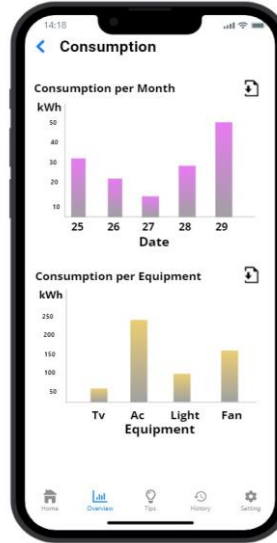 14:18
Consumption
Consumption per Month
kWh
50
40
30
20
10
25 26 27 28 29
Date
Consumption per Equipment
kWh
250
200
150
100
50
Tv Ac Light Fan
Equipment
Home Overview Tips History Setting